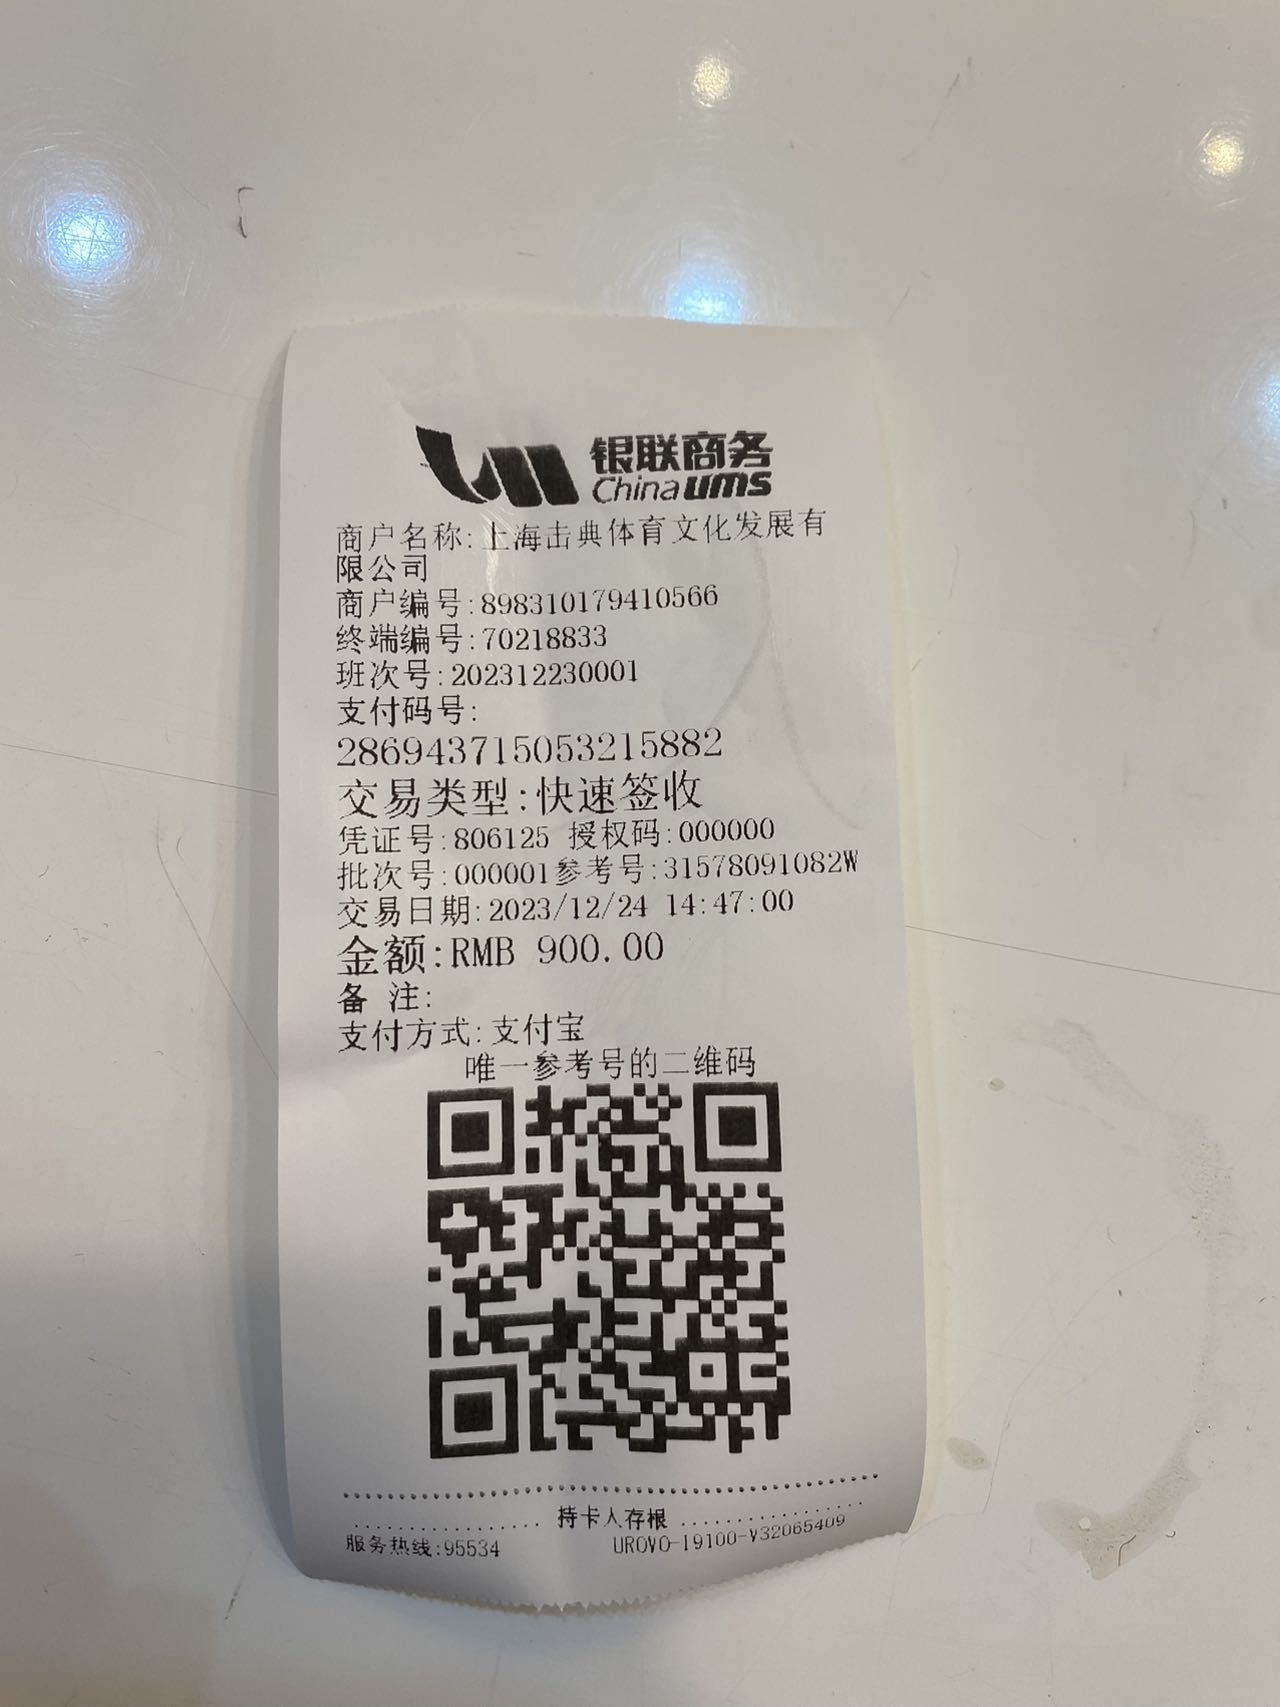 银联商务
China ums
商户名称:上海击典体育文化发展有
限公司
商户编号:898310179410566
终端编号:70218833
班次号:202312230001
支付码号:
286943715053215882
交易类型:快速签收
凭证号:806125 授权码:000000
批次号:000001参考号:31578091082W
交易日期:2023/12/24 14:47:00
金额:RMB 900.00
备 注:
支付方式:支付宝
唯一参考号的二维码
持卡人存根
服务热线:95534 UROVO-I9100-V32065409